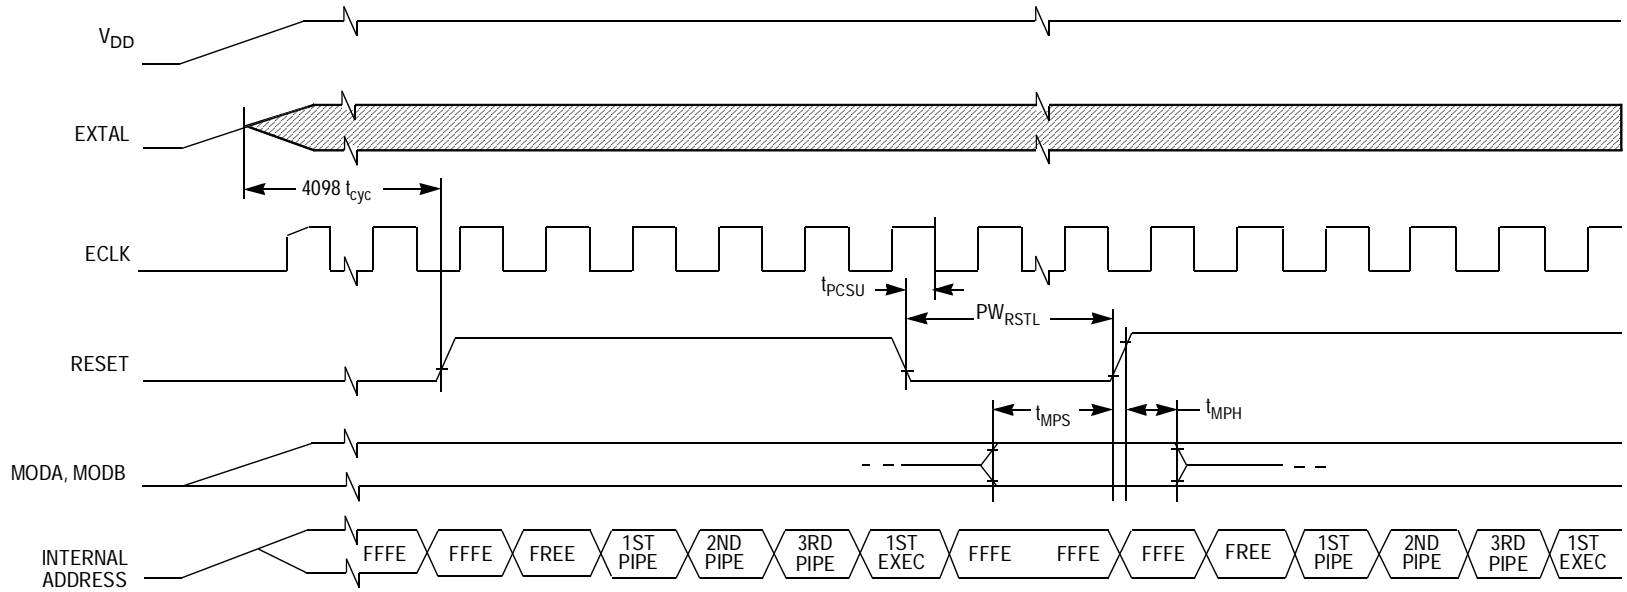 VDD
EXTAL
4098 tcyc
ECLK
tPCSU
PWRSTL
RESET
tMPS
tMPH
MODA, MODB
INTERNAL
ADDRESS
FFFE
FFFE
FREE
1ST
PIPE
2ND
PIPE
3RD
PIPE
1ST
EXEC
FFFE
FFFE
FFFE
FREE
1ST
PIPE
2ND
PIPE
3RD
PIPE
1ST
EXEC